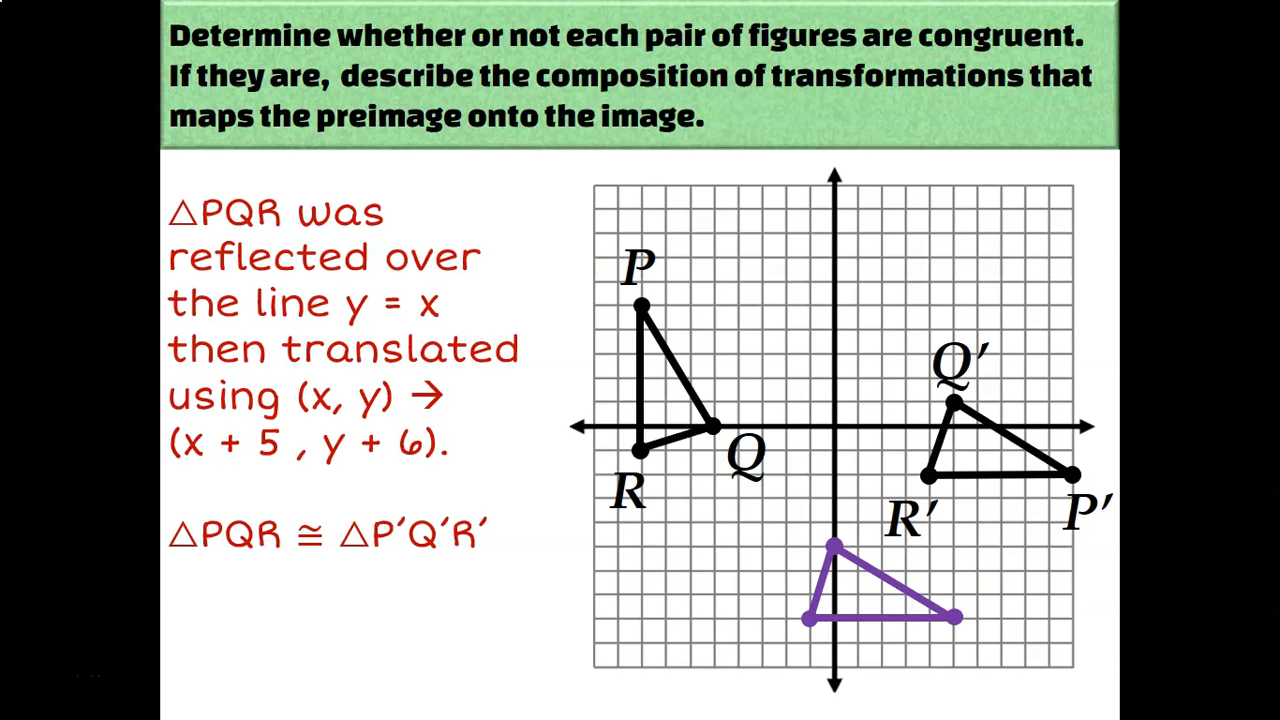 Determine whether or not each pair of figures are congruent.
If they are, describe the composition of transformations that
maps the preimage onto the image.
△PQR was
reflected over
the line y = x
then translated
using (x, y) →
(x + 5 , y + 6).
△PQR ≅ △P′Q′R′
P
Q
R
Q′
R′
P′